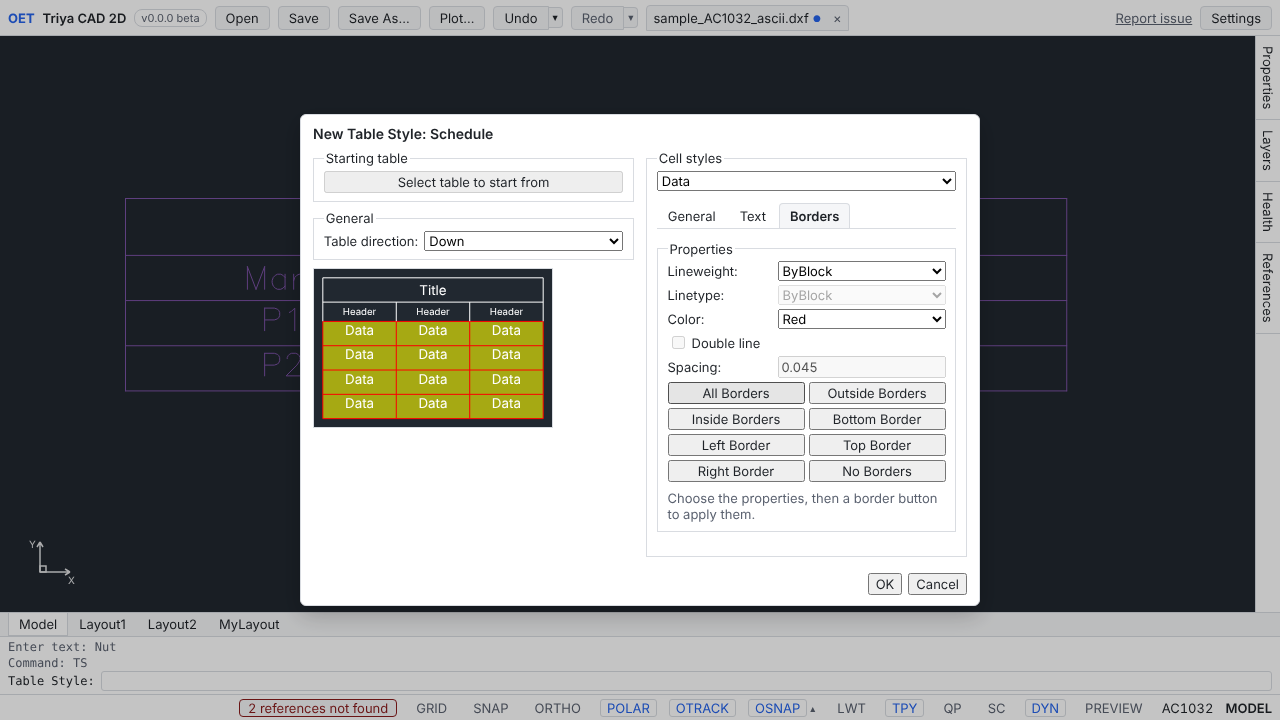 OET Triya CAD 2D v0.0.0 beta Open Save Save As... Plot... Undo ▾ Redo ▾ sample_AC1032_ascii.dxf ● × Report issue Settings
Properties
Layers
Health
References
P1
P2
Y
X
New Table Style: Schedule
Starting table
Select table to start from
General
Table direction: Down
Title
Header Header Header
Data Data Data
Data Data Data
Data Data Data
Data Data Data
Cell styles
Data
General Text Borders
Properties
Lineweight: ByBlock
Linetype: ByBlock
Color: Red
Double line
Spacing: 0.045
All Borders Outside Borders
Inside Borders Bottom Border
Left Border Top Border
Right Border No Borders
Choose the properties, then a border button
to apply them.
OK Cancel
Model Layout1 Layout2 MyLayout
Enter text: Nut
Command: TS
Table Style:
2 references not found GRID SNAP ORTHO POLAR OTRACK OSNAP ▴ LWT TPY QP SC DYN PREVIEW AC1032 MODEL